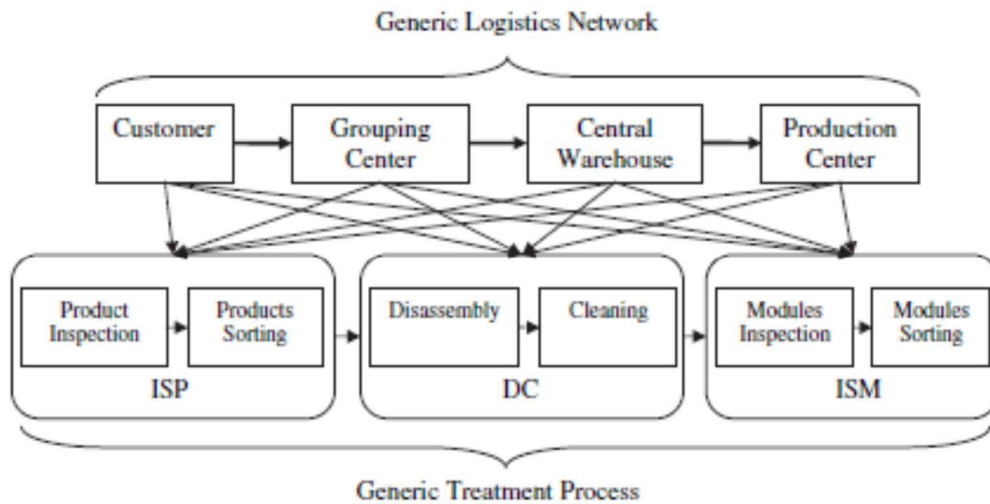 Generic Logistics Network
Customer
Grouping
Center
Central
Warehouse
Production
Center
Product
Inspection
Products
Sorting
ISP
Disassembly
Cleaning
DC
Modules
Inspection
Modules
Sorting
ISM
Generic Treatment Process